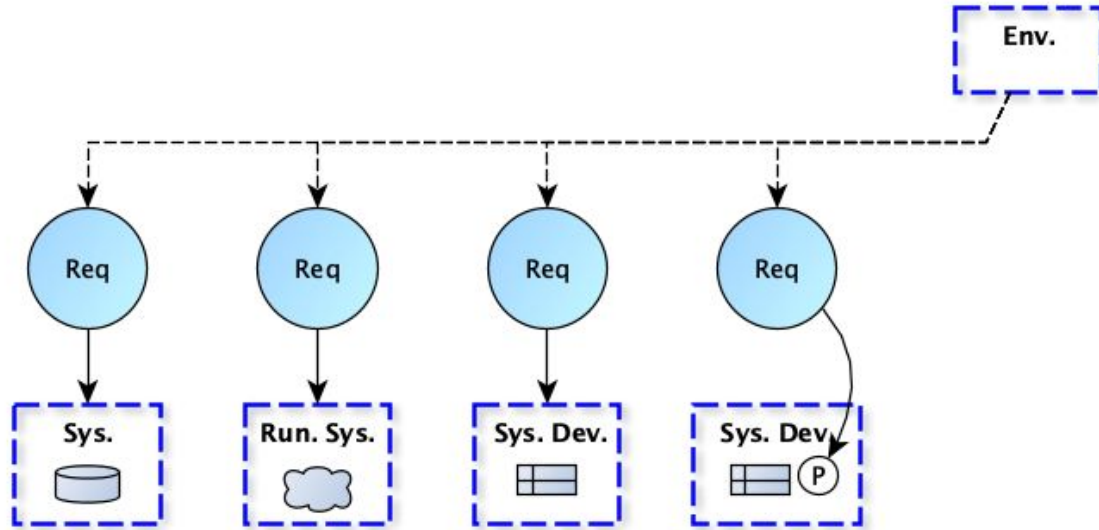 Env.
Req
Req
Req
Req
Sys.
Run. Sys.
Sys. Dev.
Sys. Dev.
P